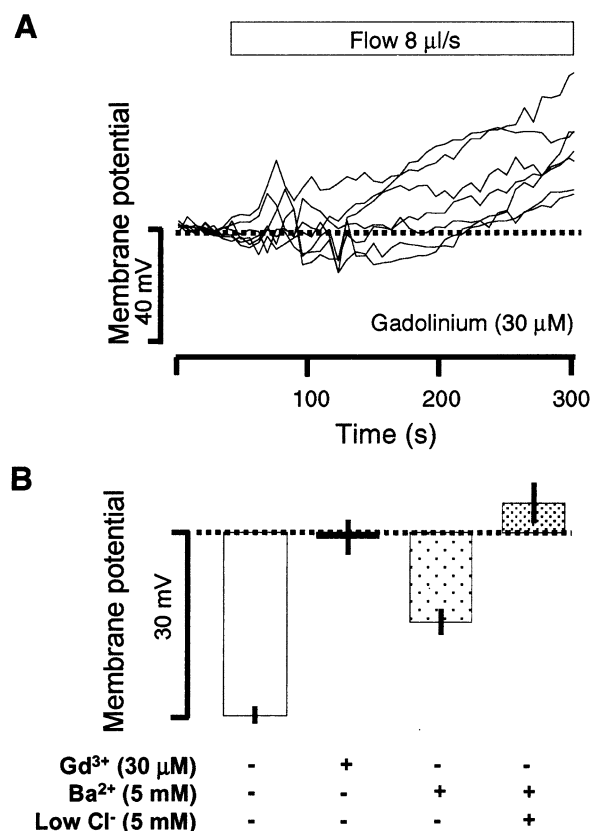 A
Flow 8 μl/s
Membrane potential
40 mV
Gadolinium (30 μM)
100 200 300
Time (s)
B
Membrane potential
30 mV
Gd³⁺ (30 μM) - + - -
Ba²⁺ (5 mM) - - + +
Low Cl⁻ (5 mM) - - - +